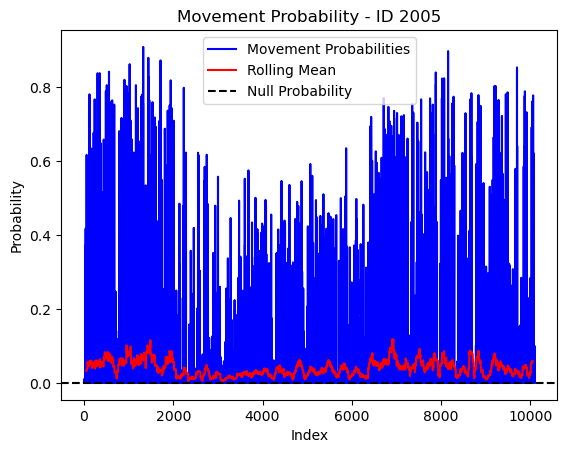 Movement Probability - ID 2005
Movement Probabilities
Rolling Mean
Null Probability
Probability
0.8
0.6
0.4
0.2
0.0
0
2000
4000
6000
8000
10000
Index